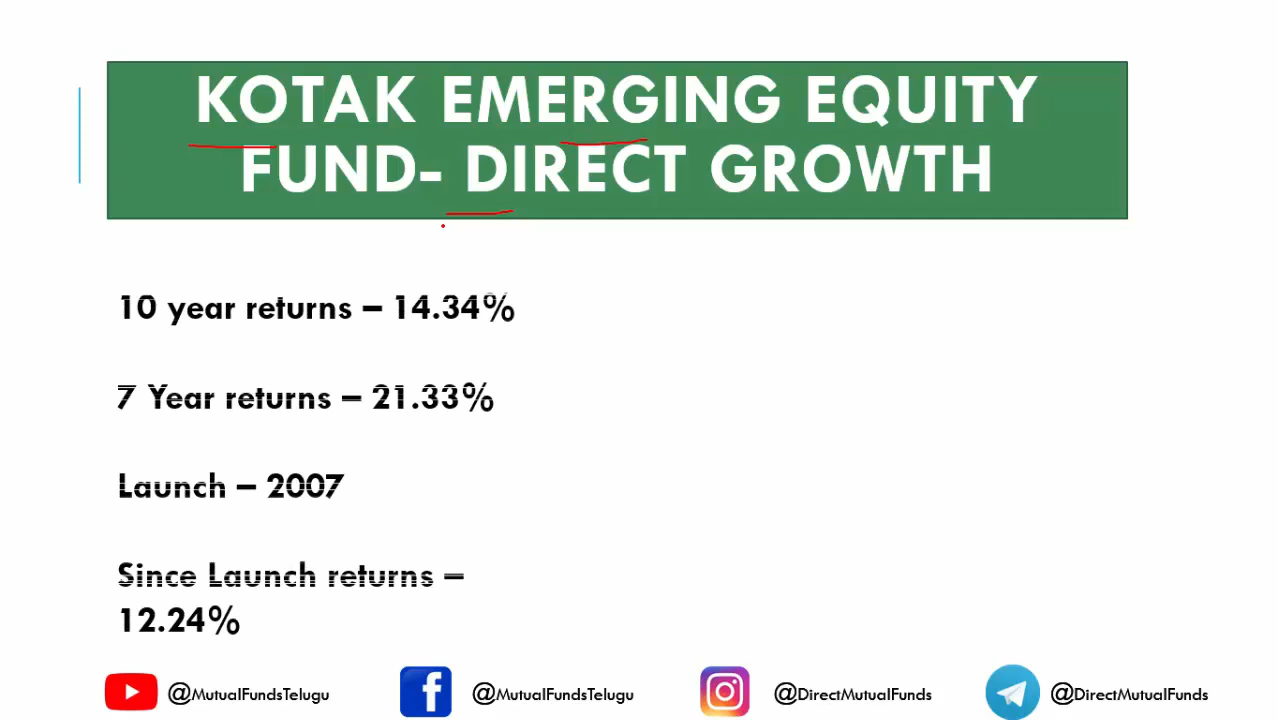 KOTAK EMERGING EQUITY
FUND- DIRECT GROWTH
10 year returns – 14.34%
7 Year returns – 21.33%
Launch – 2007
Since Launch returns –
12.24%
@MutualFundsTelugu @MutualFundsTelugu @DirectMutualFunds @DirectMutualFunds